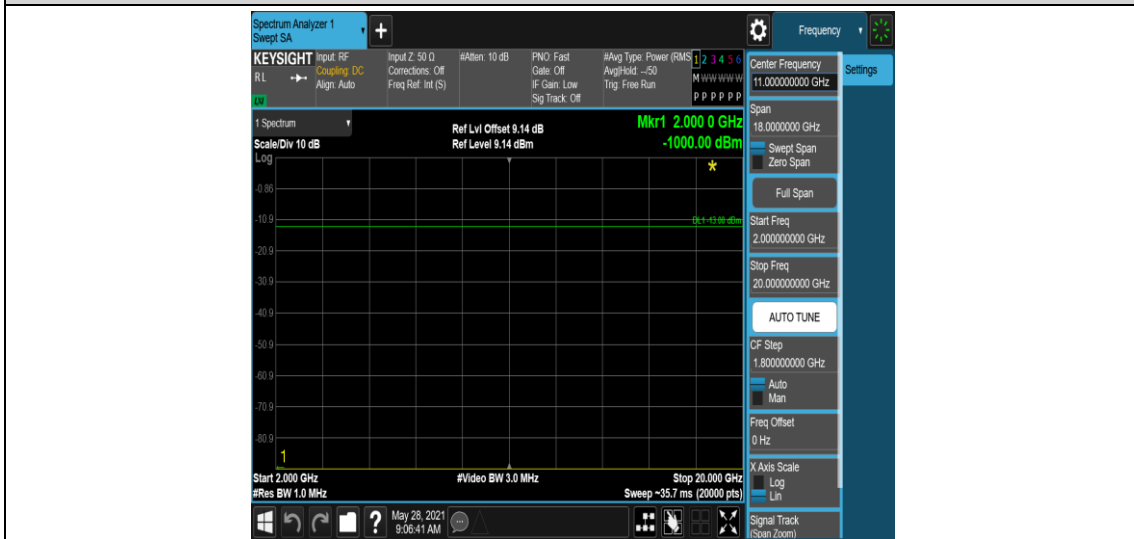 Spectrum Analyzer 1
Swept SA
+
Frequency
KEYSIGHT
RL
LXI
Input: RF
Coupling: DC
Align: Auto
Input Z: 50 Ω
Corrections: Off
Freq Ref: Int (S)
#Atten: 10 dB
PNO: Fast
Gate: Off
IF Gain: Low
Sig Track: Off
#Avg Type: Power (RMS
Avg|Hold: --/50
Trig: Free Run
1 2 3 4 5 6
M W W W W W
P P P P P P
1 Spectrum
Scale/Div 10 dB
Ref Lvl Offset 9.14 dB
Ref Level 9.14 dBm
Mkr1 2.000 0 GHz
-1000.00 dBm
Log
*
-0.86
-10.9
DL1 -13.00 dBm
-20.9
-30.9
-40.9
-50.9
-60.9
-70.9
-80.9
1
Start 2.000 GHz
#Video BW 3.0 MHz
Stop 20.000 GHz
#Res BW 1.0 MHz
Sweep ~35.7 ms (20000 pts)
?
May 28, 2021
9:06:41 AM
Center Frequency
11.000000000 GHz
Settings
Span
18.0000000 GHz
Swept Span
Zero Span
Full Span
Start Freq
2.000000000 GHz
Stop Freq
20.000000000 GHz
AUTO TUNE
CF Step
1.800000000 GHz
Auto
Man
Freq Offset
0 Hz
X Axis Scale
Log
Lin
Signal Track
(Span Zoom)